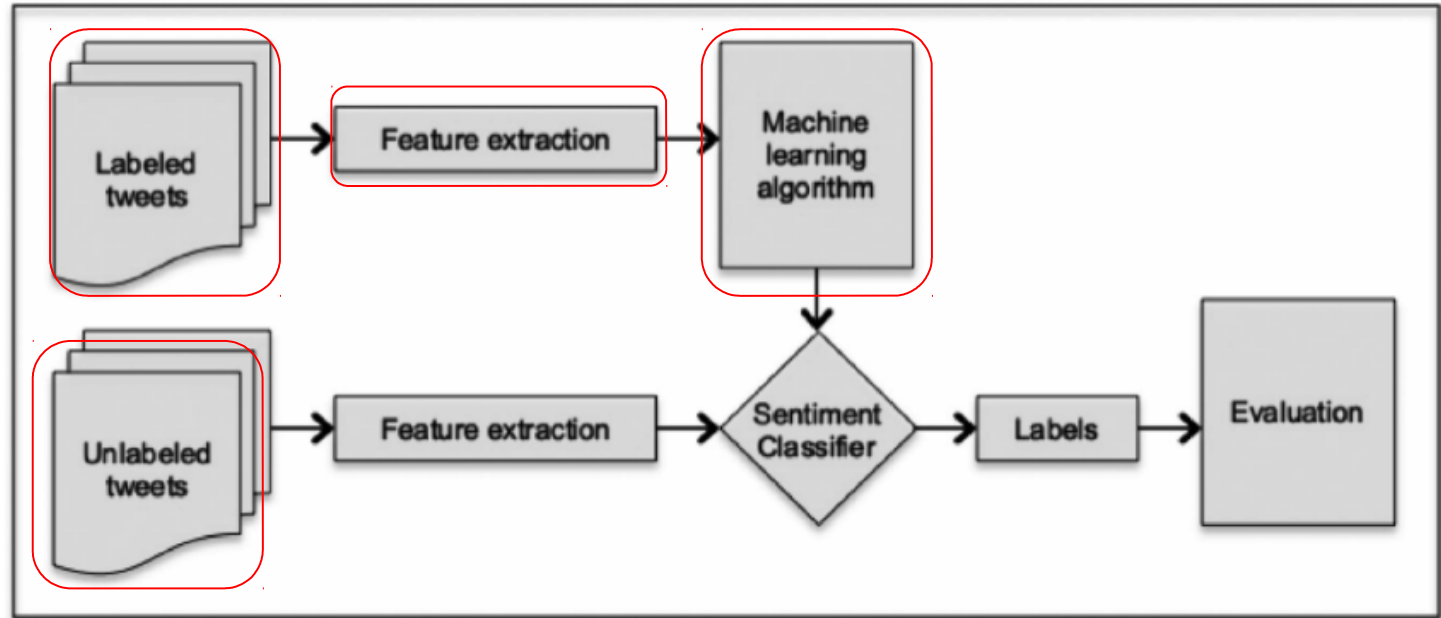 Labeled
tweets
Feature extraction
Machine
learning
algorithm
Unlabeled
tweets
Feature extraction
Sentiment
Classifier
Labels
Evaluation